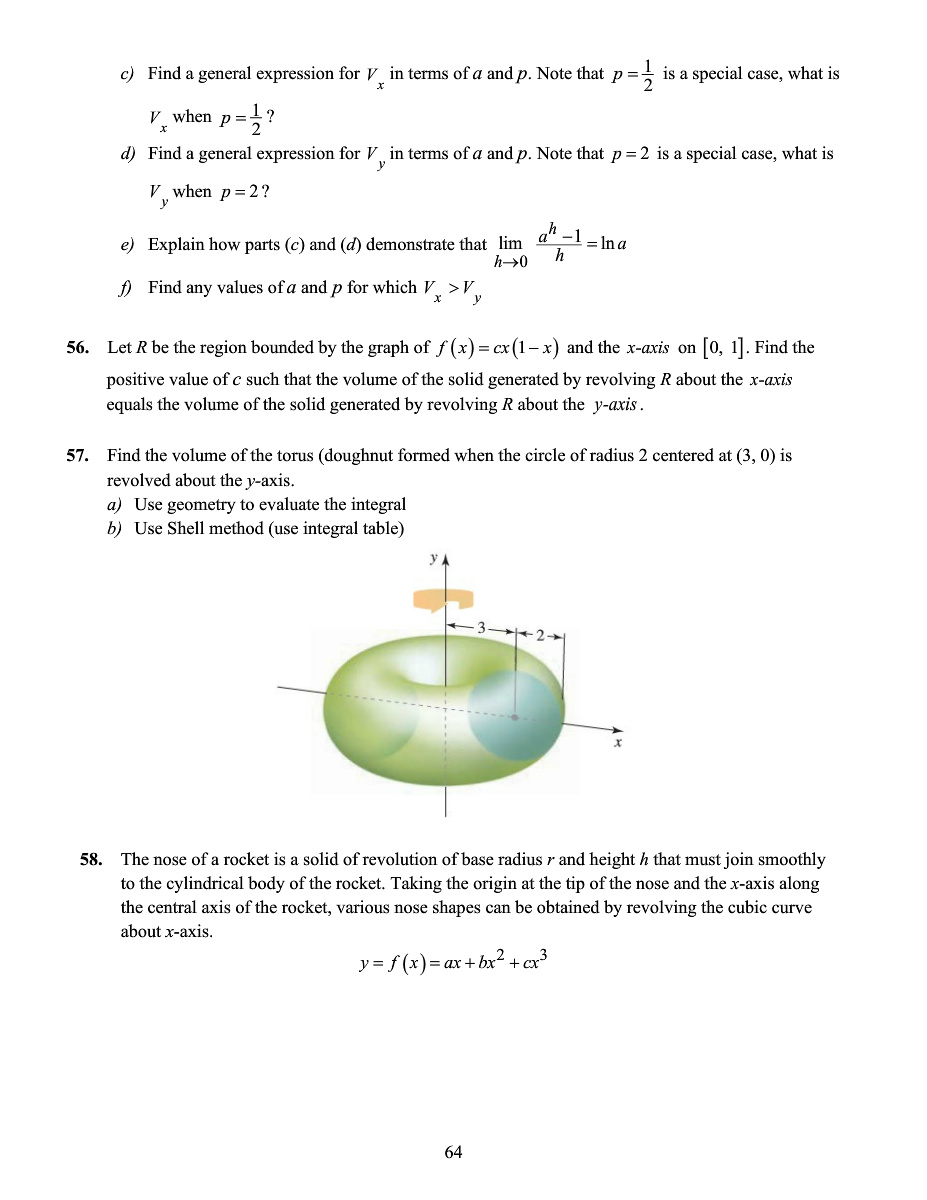 c) Find a general expression for V_x in terms of a and p. Note that p = 1/2 is a special case, what is
V_x when p = 1/2 ?
d) Find a general expression for V_y in terms of a and p. Note that p = 2 is a special case, what is
V_y when p = 2?
e) Explain how parts (c) and (d) demonstrate that lim_{h→0} (a^h − 1)/h = ln a
f) Find any values of a and p for which V_x > V_y
56. Let R be the region bounded by the graph of f(x) = cx(1 − x) and the x-axis on [0, 1]. Find the
positive value of c such that the volume of the solid generated by revolving R about the x-axis
equals the volume of the solid generated by revolving R about the y-axis.
57. Find the volume of the torus (doughnut formed when the circle of radius 2 centered at (3, 0) is
revolved about the y-axis.
a) Use geometry to evaluate the integral
b) Use Shell method (use integral table)
y
3
2
x
58. The nose of a rocket is a solid of revolution of base radius r and height h that must join smoothly
to the cylindrical body of the rocket. Taking the origin at the tip of the nose and the x-axis along
the central axis of the rocket, various nose shapes can be obtained by revolving the cubic curve
about x-axis.
y = f(x) = ax + bx² + cx³
64